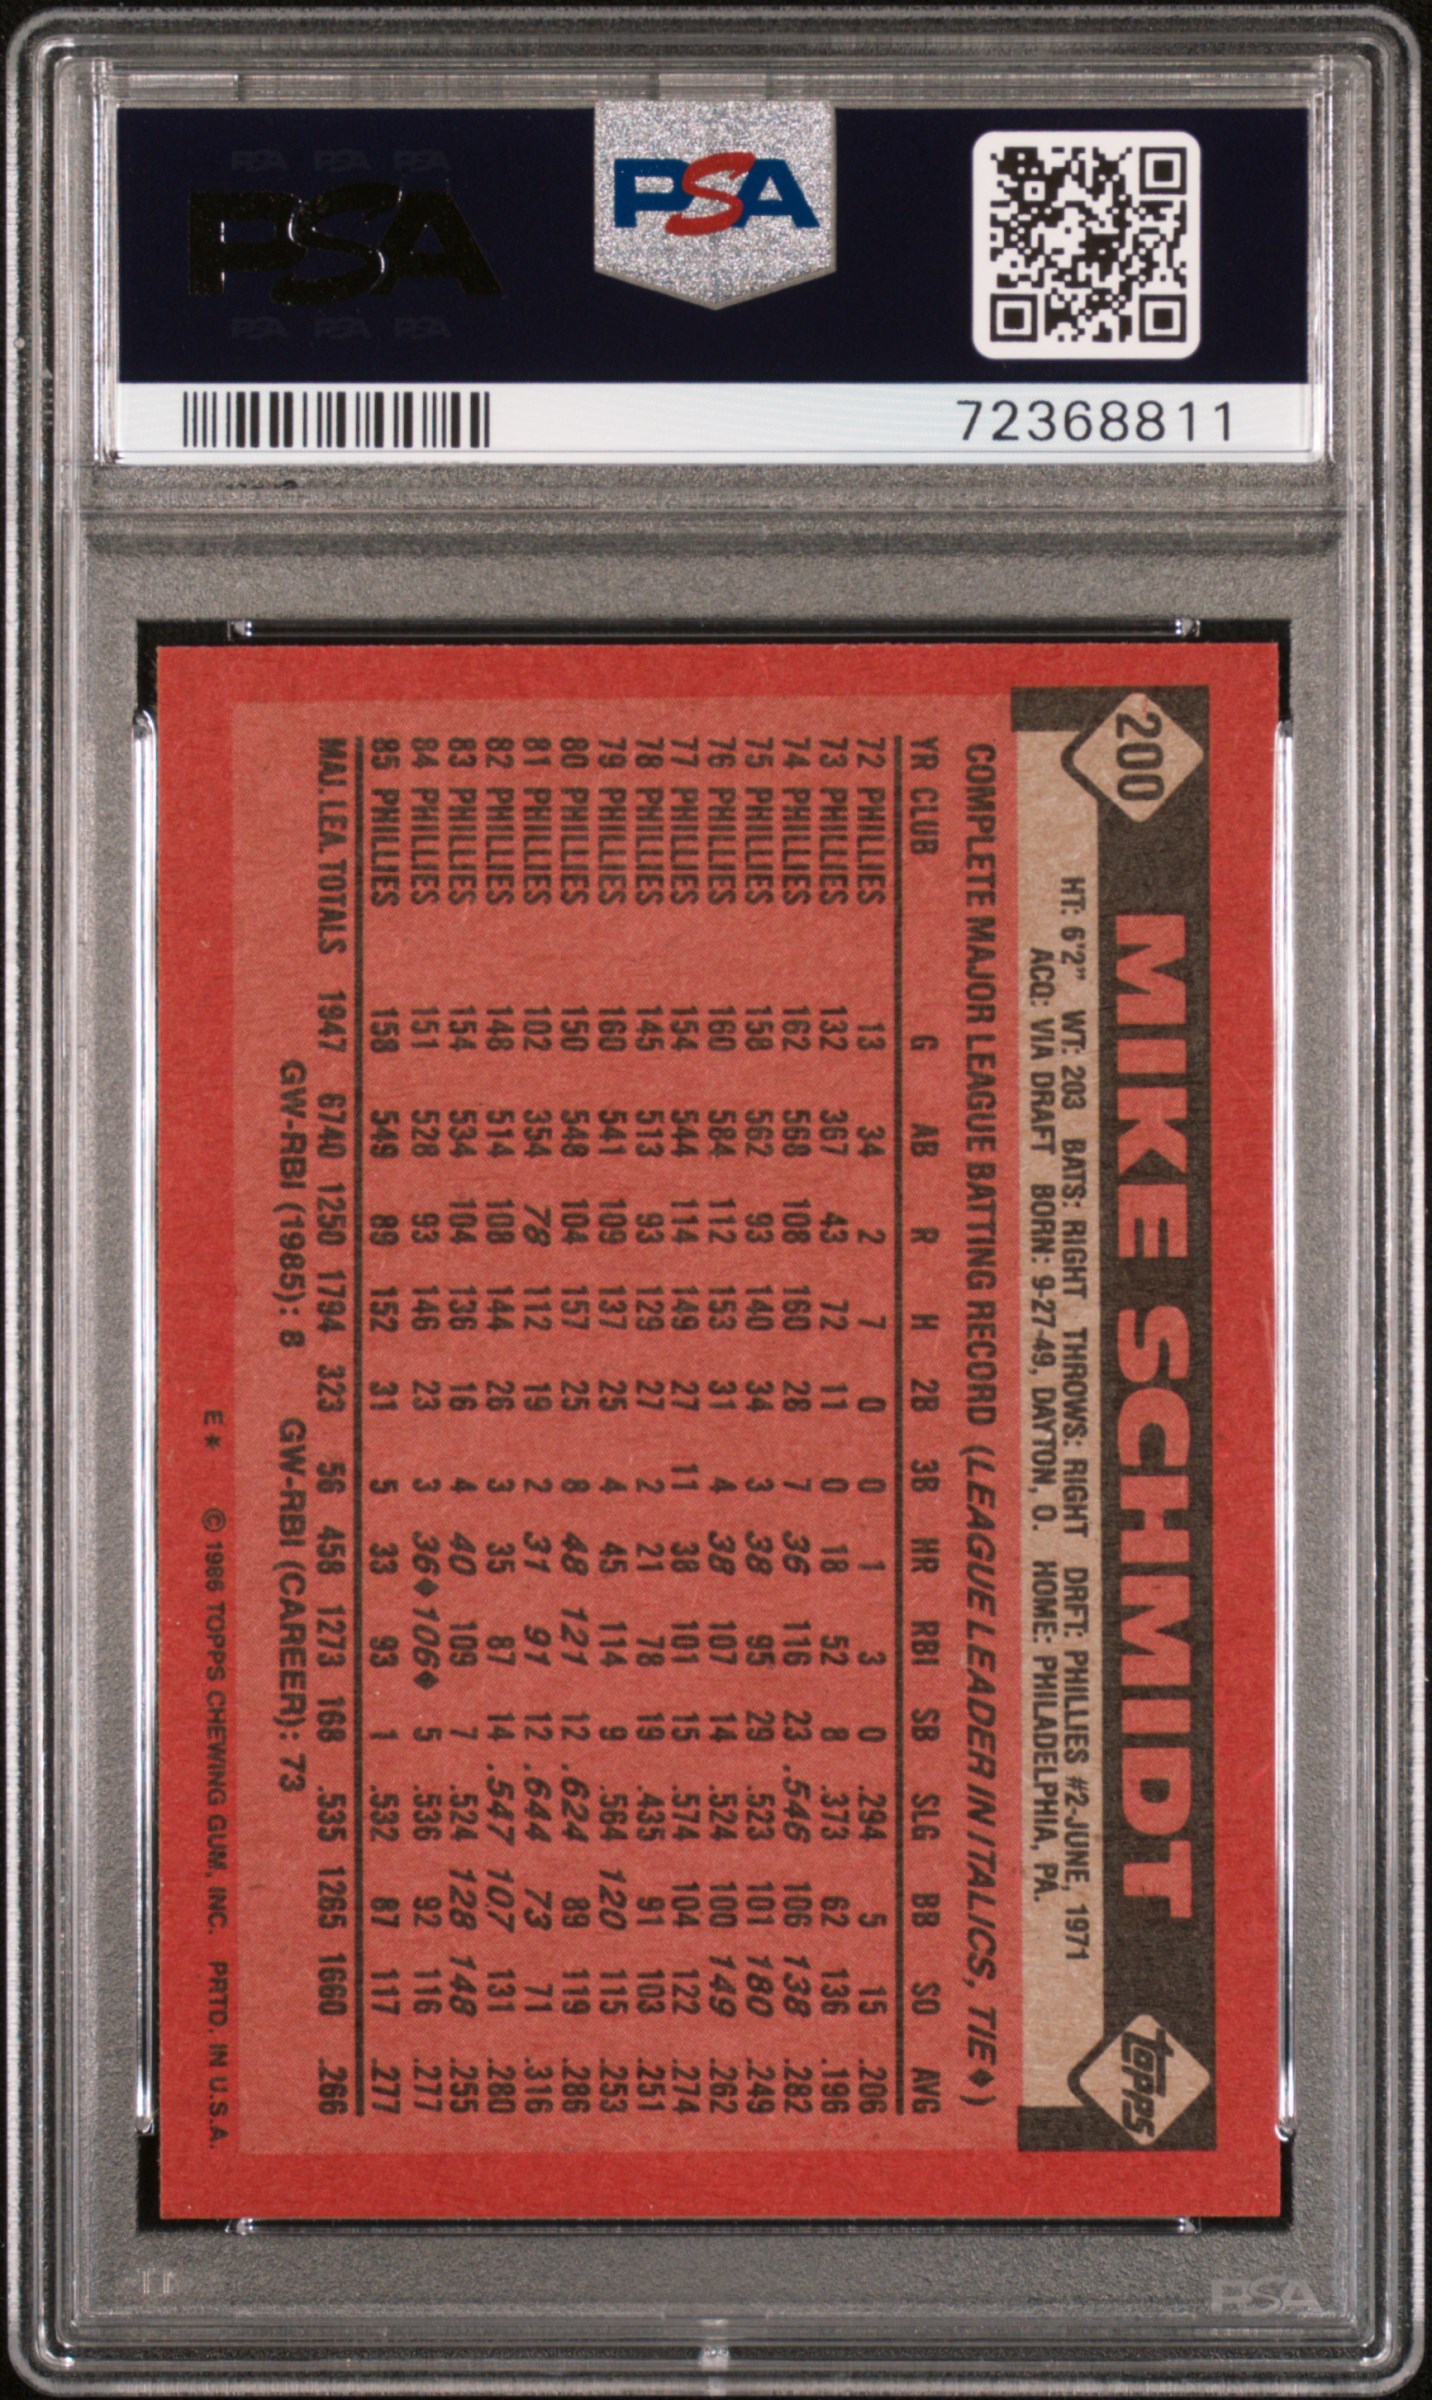 PSA PSA PSA
PSA
PSA PSA PSA
PSA
72368811
200 MIKE SCHMIDT topps
HT: 6'2" WT: 203 BATS: RIGHT THROWS: RIGHT DRFT: PHILLIES #2-JUNE, 1971
ACQ: VIA DRAFT BORN: 9-27-49, DAYTON, O. HOME: PHILADELPHIA, PA.
COMPLETE MAJOR LEAGUE BATTING RECORD (LEAGUE LEADER IN ITALICS, TIE ♦)
YR CLUB G AB R H 2B 3B HR RBI SB SLG BB SO AVG
72 PHILLIES 13 34 2 7 0 0 1 3 0 .294 5 15 .206
73 PHILLIES 132 367 43 72 11 0 18 52 8 .373 62 136 .196
74 PHILLIES 162 568 108 160 28 7 36 116 23 .546 106 138 .282
75 PHILLIES 158 562 93 140 34 3 38 95 29 .523 101 180 .249
76 PHILLIES 160 584 112 153 31 4 38 107 14 .524 100 149 .262
77 PHILLIES 154 544 114 149 27 11 38 101 15 .574 104 122 .274
78 PHILLIES 145 513 93 129 27 2 21 78 19 .435 91 103 .251
79 PHILLIES 160 541 109 137 25 4 45 114 9 .564 120 115 .253
80 PHILLIES 150 548 104 157 25 8 48 121 12 .624 89 119 .286
81 PHILLIES 102 354 78 112 19 2 31 91 12 .644 73 71 .316
82 PHILLIES 148 514 108 144 26 3 35 87 14 .547 107 131 .280
83 PHILLIES 154 534 104 136 16 4 40 109 7 .524 128 148 .255
84 PHILLIES 151 528 93 146 23 3 36♦ 106♦ 5 .536 92 116 .277
85 PHILLIES 158 549 89 152 31 5 33 93 1 .532 87 117 .277
MAJ. LEA. TOTALS 1947 6740 1250 1794 323 56 458 1273 168 .535 1265 1660 .266
GW-RBI (1985): 8 GW-RBI (CAREER): 73
E* © 1986 TOPPS CHEWING GUM, INC. PRTD. IN U.S.A.
PSA